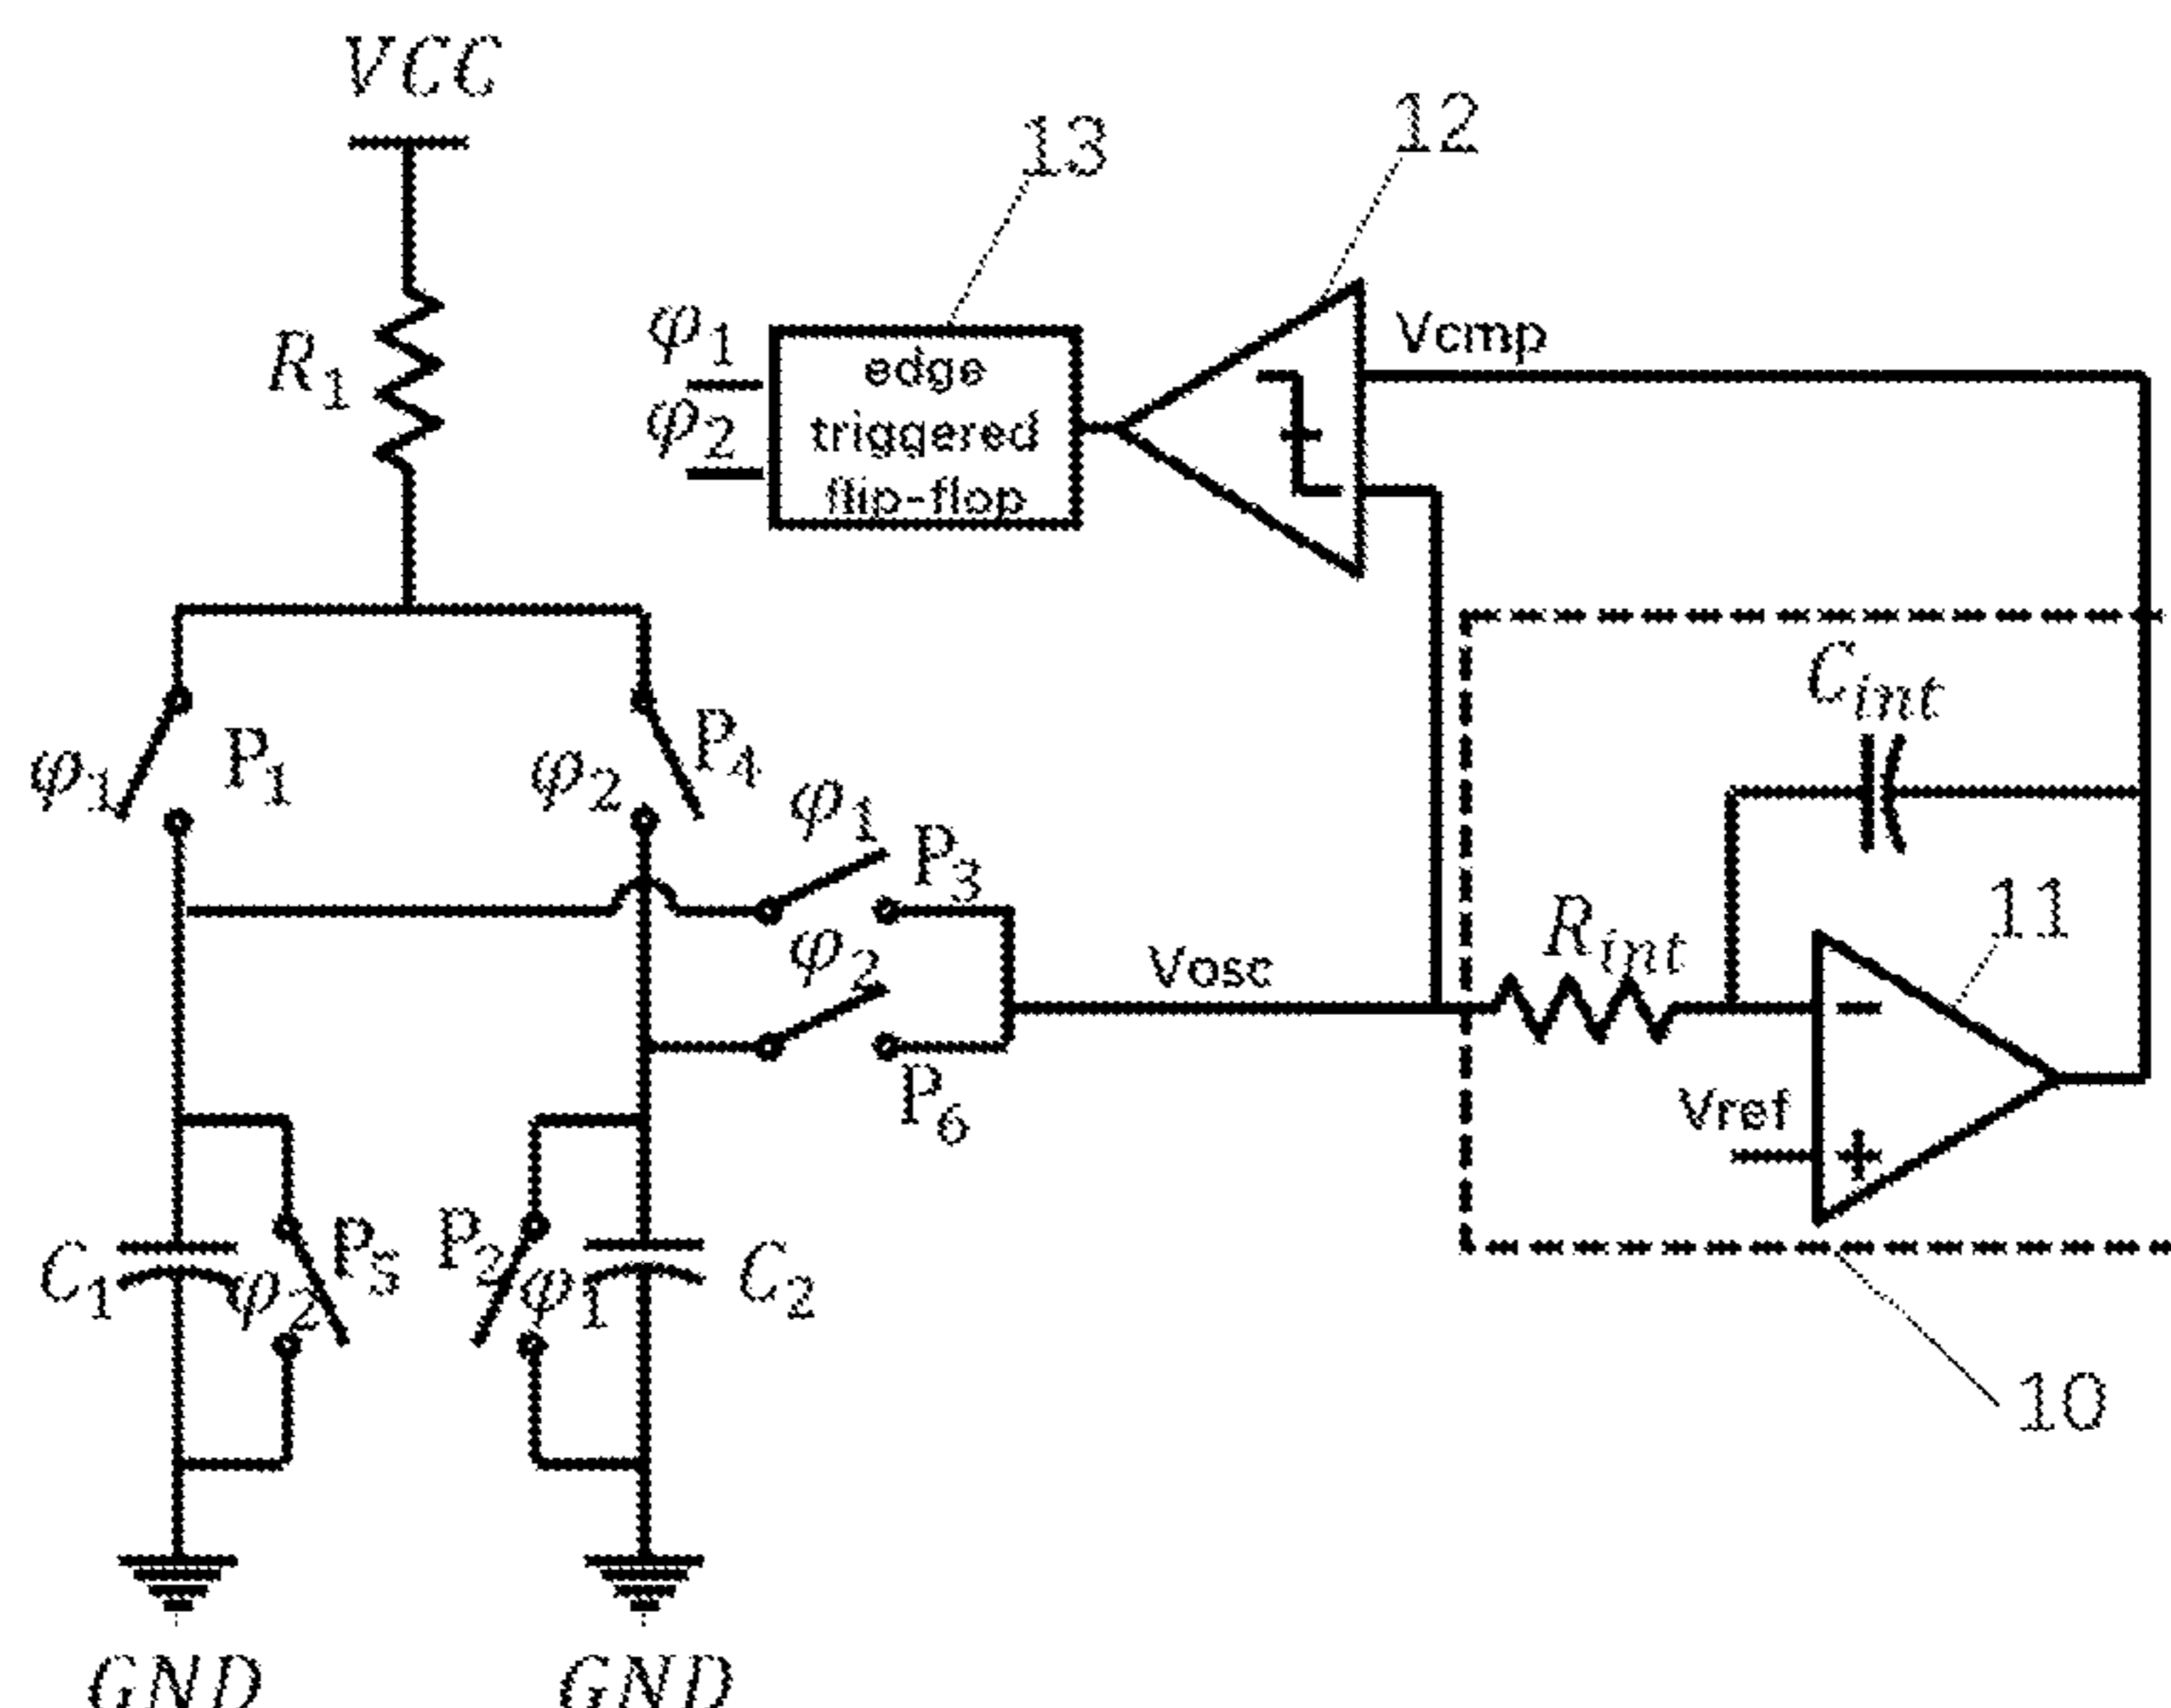 VCC
13
12
φ1
φ2
edge
triggered
flip-flop
Vcmp
R1
Cint
φ1
P1
φ2
P4
φ1
P3
φ2
P6
Vosc
Rint
11
Vref
+
C1
φ2
P5
P2
φ1
C2
10
GND
GND